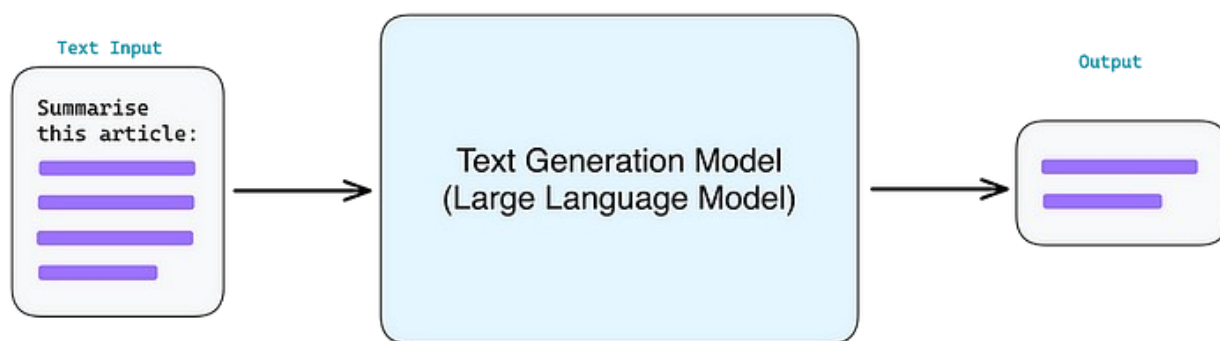 Text Input
Summarise
this article:
Text Generation Model
(Large Language Model)
Output